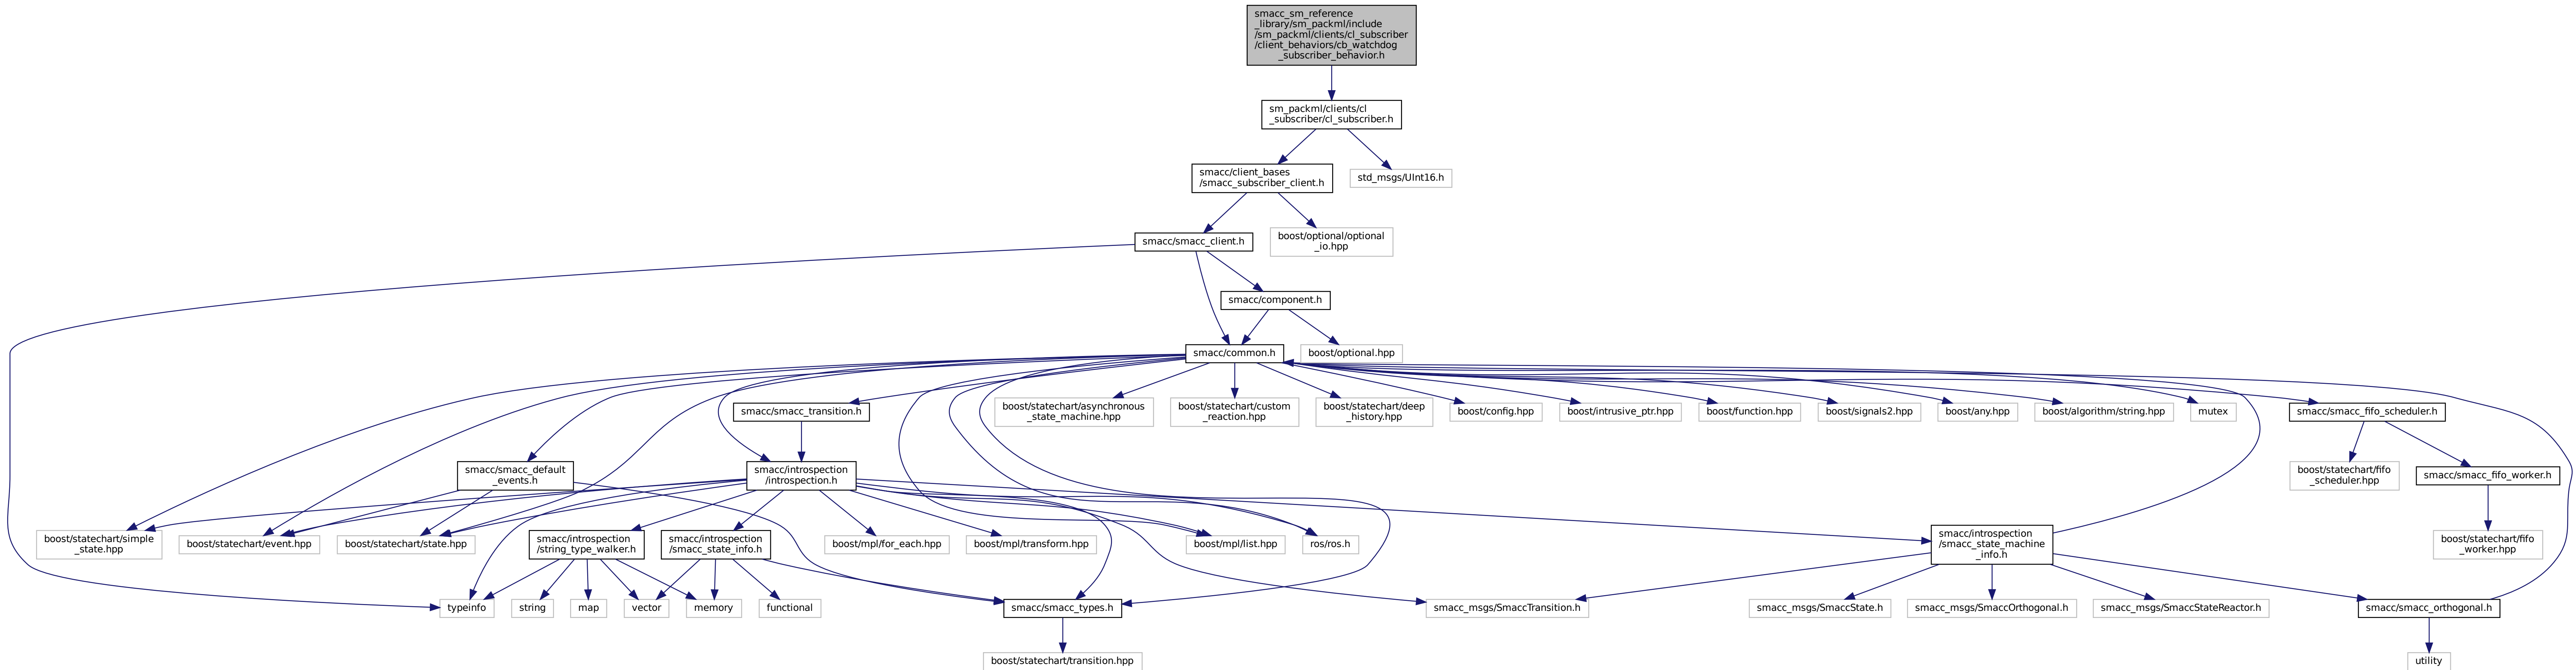 smacc_sm_reference
_library/sm_packml/include
/sm_packml/clients/cl_subscriber
/client_behaviors/cb_watchdog
_subscriber_behavior.h
sm_packml/clients/cl
_subscriber/cl_subscriber.h
smacc/client_bases
/smacc_subscriber_client.h
std_msgs/UInt16.h
smacc/smacc_client.h
boost/optional/optional
_io.hpp
smacc/component.h
smacc/common.h
boost/optional.hpp
smacc/smacc_transition.h
boost/statechart/asynchronous
_state_machine.hpp
boost/statechart/custom
_reaction.hpp
boost/statechart/deep
_history.hpp
boost/config.hpp
boost/intrusive_ptr.hpp
boost/function.hpp
boost/signals2.hpp
boost/any.hpp
boost/algorithm/string.hpp
mutex
smacc/smacc_fifo_scheduler.h
smacc/smacc_default
_events.h
smacc/introspection
/introspection.h
boost/statechart/fifo
_scheduler.hpp
smacc/smacc_fifo_worker.h
boost/statechart/simple
_state.hpp
boost/statechart/event.hpp
boost/statechart/state.hpp
smacc/introspection
/string_type_walker.h
smacc/introspection
/smacc_state_info.h
boost/mpl/for_each.hpp
boost/mpl/transform.hpp
boost/mpl/list.hpp
ros/ros.h
smacc/introspection
/smacc_state_machine
_info.h
boost/statechart/fifo
_worker.hpp
typeinfo
string
map
vector
memory
functional
smacc/smacc_types.h
smacc_msgs/SmaccTransition.h
smacc_msgs/SmaccState.h
smacc_msgs/SmaccOrthogonal.h
smacc_msgs/SmaccStateReactor.h
smacc/smacc_orthogonal.h
boost/statechart/transition.hpp
utility